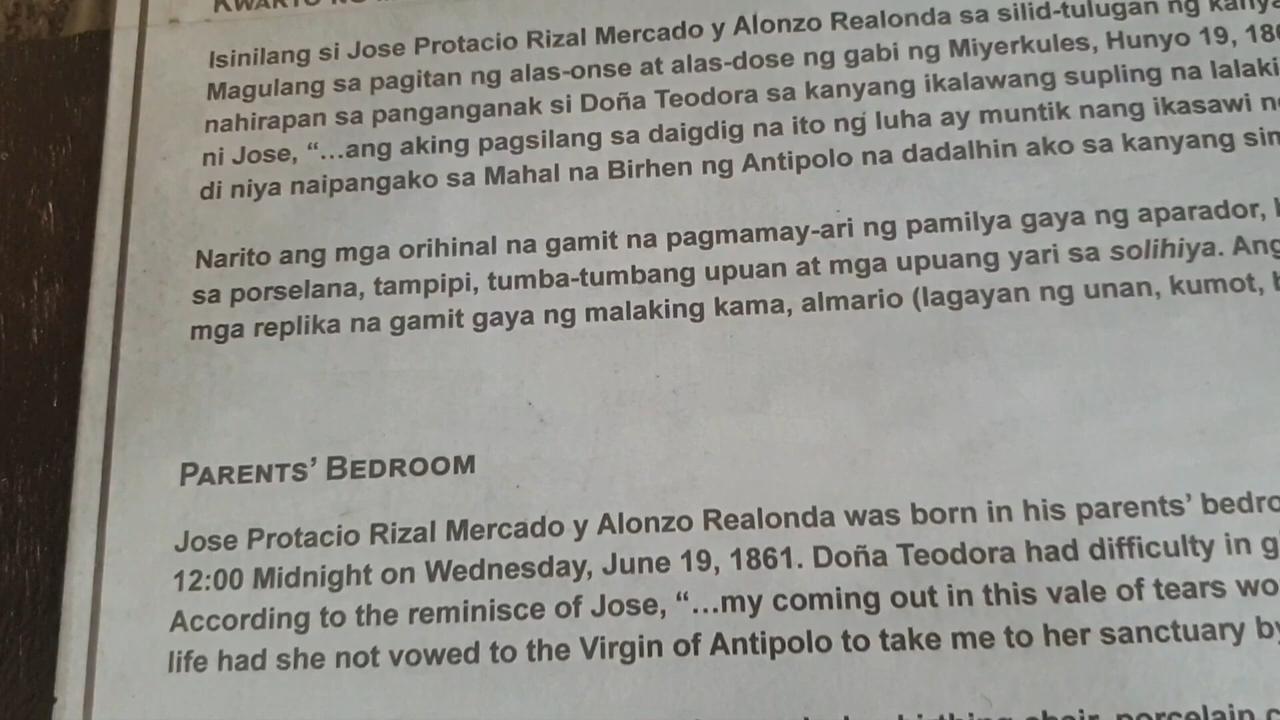 KWARTO NG
Isinilang si Jose Protacio Rizal Mercado y Alonzo Realonda sa silid-tulugan ng
Magulang sa pagitan ng alas-onse at alas-dose ng gabi ng Miyerkules, Hunyo 19,
nahirapan sa panganganak si Doña Teodora sa kanyang ikalawang supling na lalaki
ni Jose, “...ang aking pagsilang sa daigdig na ito ng luha ay muntik nang ikasawi
di niya naipangako sa Mahal na Birhen ng Antipolo na dadalhin ako sa kanyang
Narito ang mga orihinal na gamit na pagmamay-ari ng pamilya gaya ng aparador,
sa porselana, tampipi, tumba-tumbang upuan at mga upuang yari sa solihiya. Ang
mga replika na gamit gaya ng malaking kama, almario (lagayan ng unan, kumot,
PARENTS’ BEDROOM
Jose Protacio Rizal Mercado y Alonzo Realonda was born in his parents’
12:00 Midnight on Wednesday, June 19, 1861. Doña Teodora had difficulty in
According to the reminisce of Jose, “...my coming out in this vale of tears
life had she not vowed to the Virgin of Antipolo to take me to her sanctuary by
chair, porcelain